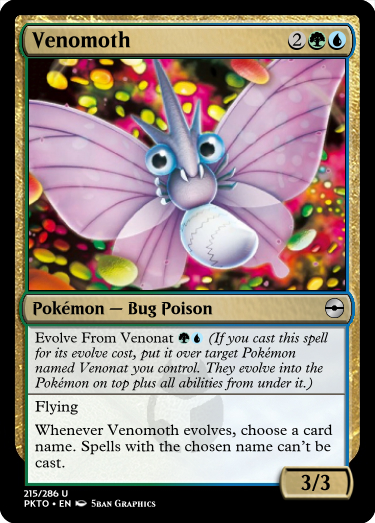 Venomoth 2
Pokémon — Bug Poison
Evolve From Venonat (If you cast this spell
for its evolve cost, put it over target Pokémon
named Venonat you control. They evolve into the
Pokémon on top plus all abilities from under it.)
Flying
Whenever Venomoth evolves, choose a card
name. Spells with the chosen name can't be
cast.
3/3
215/286 U
PKTO • EN 5ban Graphics